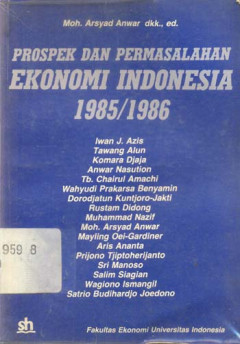 Moh. Arsyad Anwar dkk., ed.
PROSPEK DAN PERMASALAHAN
EKONOMI INDONESIA
1985/1986
Iwan J. Azis
Tawang Alun
Komara Djaja
Anwar Nasution
Tb. Chairul Amachi
Wahyudi Prakarsa Benyamin
Dorodjatun Kuntjoro-Jakti
Rustam Didong
Muhammad Nazif
Moh. Arsyad Anwar
Mayling Oei-Gardiner
Aris Ananta
Prijono Tjiptoherijanto
Sri Manoso
Salim Siagian
Wagiono Ismangil
Satrio Budihardjo Joedono
959 8
sh
Fakultas Ekonomi Universitas Indonesia